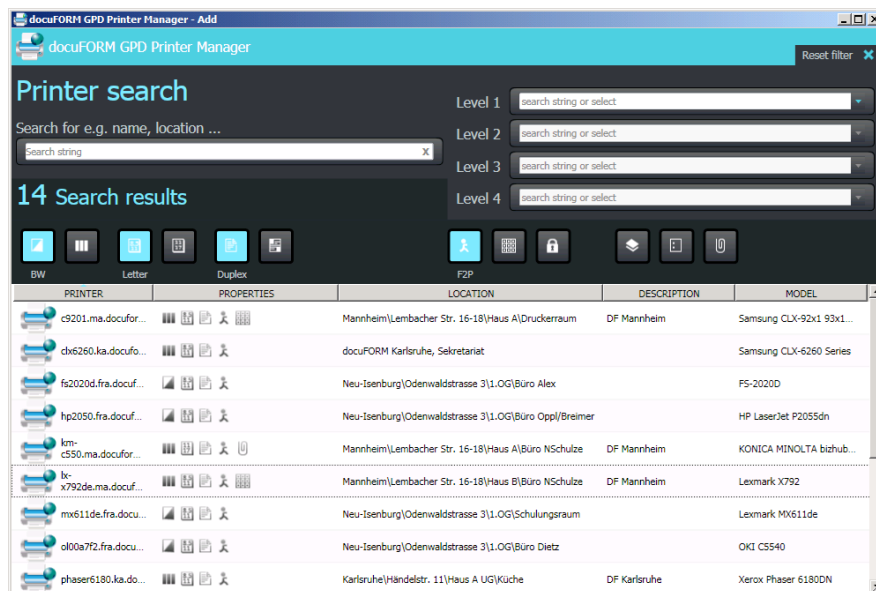 docuFORM GPD Printer Manager - Add
docuFORM GPD Printer Manager
Reset filter
Printer search
Search for e.g. name, location ...
Search string x
Level 1 search string or select
Level 2 search string or select
Level 3 search string or select
Level 4 search string or select
14 Search results
BW Letter Duplex F2P
PRINTER PROPERTIES LOCATION DESCRIPTION MODEL
c9201.ma.docufor... Mannheim\Lembacher Str. 16-18\Haus A\Druckerraum DF Mannheim Samsung CLX-92x1 93x1...
clx6260.ka.docufo... docuFORM Karlsruhe, Sekretariat Samsung CLX-6260 Series
fs2020d.fra.docuf... Neu-Isenburg\Odenwaldstrasse 3\1.OG\Büro Alex FS-2020D
hp2050.fra.docuf... Neu-Isenburg\Odenwaldstrasse 3\1.OG\Büro Oppl/Breimer HP LaserJet P2055dn
km-
c550.ma.docufor... Mannheim\Lembacher Str. 16-18\Haus A\Büro NSchulze DF Mannheim KONICA MINOLTA bizhub...
lx-
x792de.ma.docuf... Mannheim\Lembacher Str. 16-18\Haus B\Büro NSchulze DF Mannheim Lexmark X792
mx611de.fra.docu... Neu-Isenburg\Odenwaldstrasse 3\1.OG\Schulungsraum Lexmark MX611de
ol00a7f2.fra.docu... Neu-Isenburg\Odenwaldstrasse 3\1.OG\Büro Dietz OKI C5540
phaser6180.ka.do... Karlsruhe\Händelstr. 11\Haus A UG\Küche DF Karlsruhe Xerox Phaser 6180DN